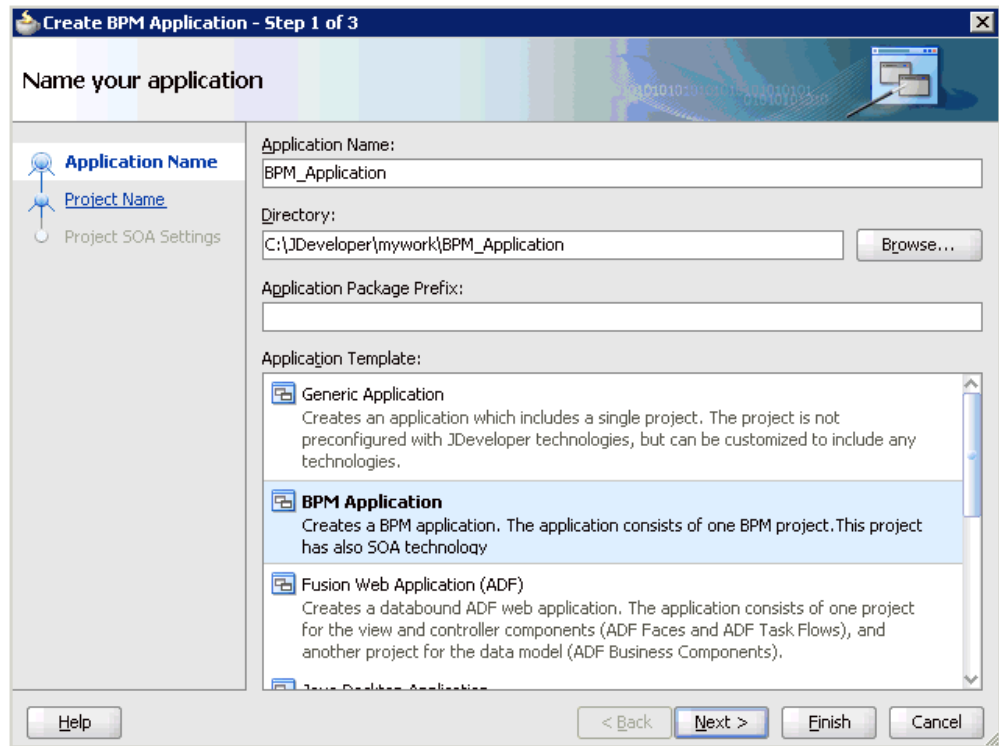 Create BPM Application - Step 1 of 3
Name your application
Application Name
Project Name
Project SOA Settings
Application Name:
BPM_Application
Directory:
C:\JDeveloper\mywork\BPM_Application
Browse...
Application Package Prefix:
Application Template:
Generic Application
Creates an application which includes a single project. The project is not
preconfigured with JDeveloper technologies, but can be customized to include any
technologies.
BPM Application
Creates a BPM application. The application consists of one BPM project.This project
has also SOA technology
Fusion Web Application (ADF)
Creates a databound ADF web application. The application consists of one project
for the view and controller components (ADF Faces and ADF Task Flows), and
another project for the data model (ADF Business Components).
Java Desktop Application
Help
< Back
Next >
Finish
Cancel